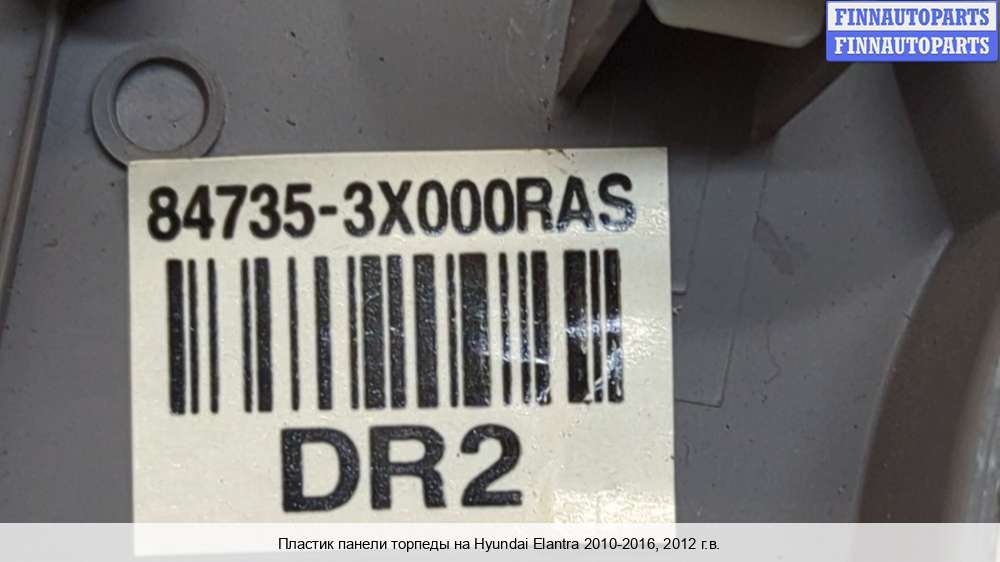 FINNAUTOPARTS
FINNAUTOPARTS
84735-3X000RAS
DR2
Пластик панели торпеды на Hyundai Elantra 2010-2016, 2012 г.в.